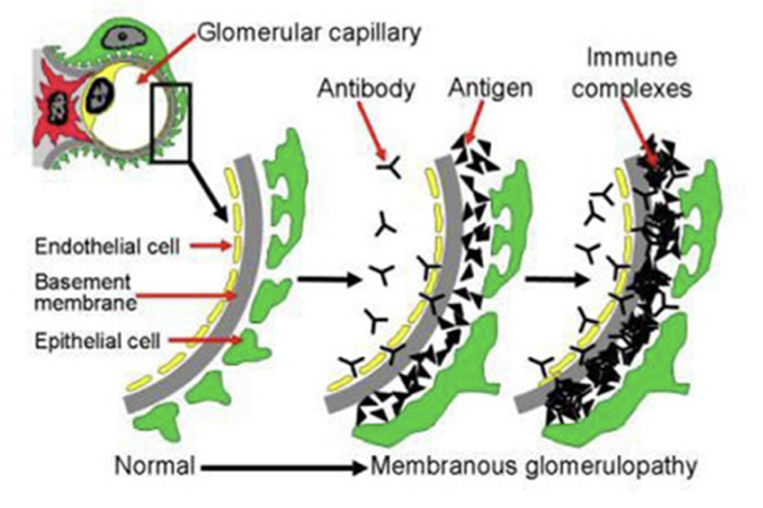 Glomerular capillary
Antibody
Antigen
Immune
complexes
Endothelial cell
Basement
membrane
Epithelial cell
Normal
Membranous glomerulopathy